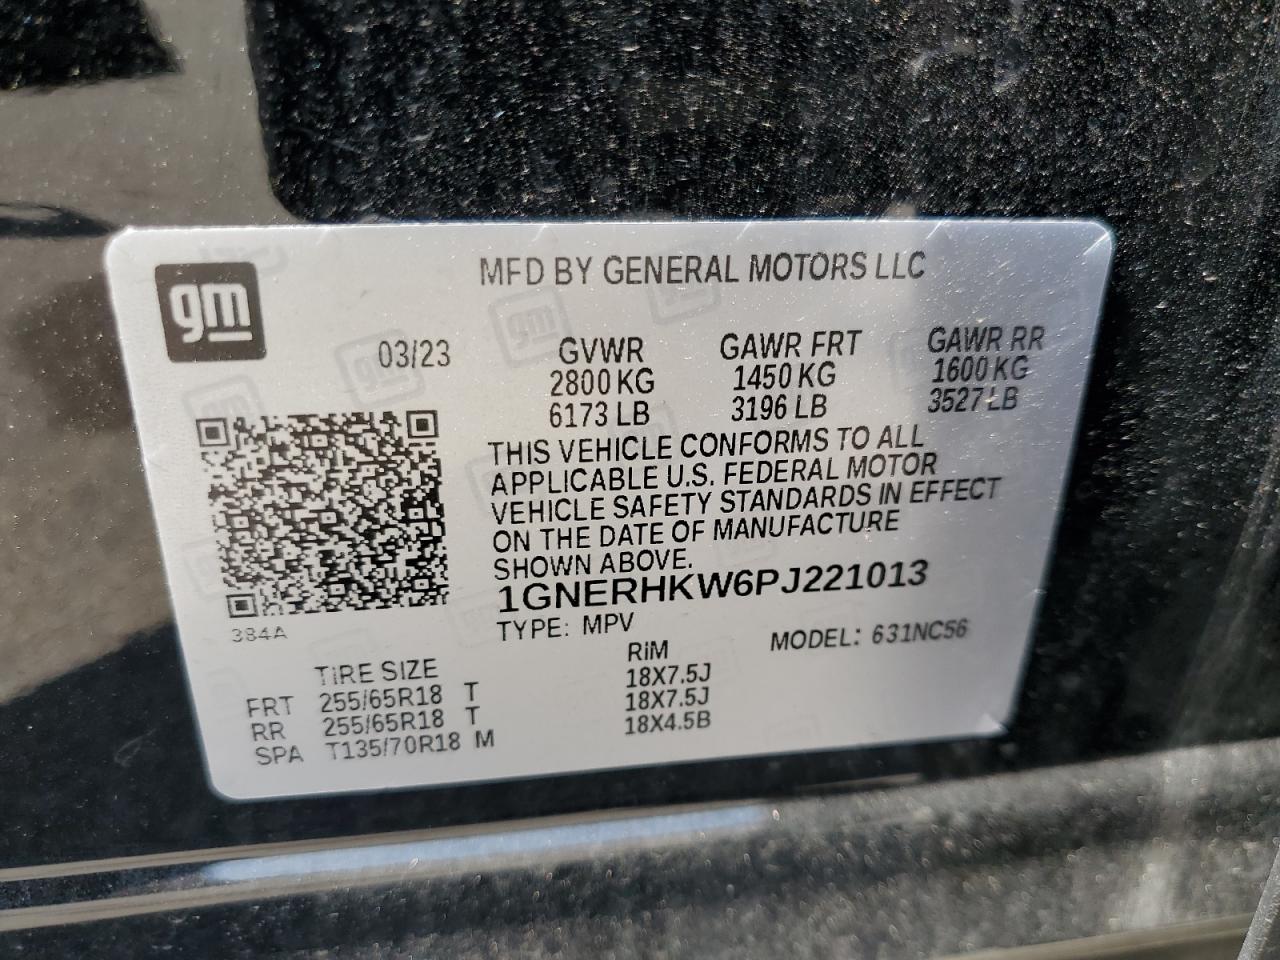 gm
MFD BY GENERAL MOTORS LLC
03/23
GVWR GAWR FRT GAWR RR
2800 KG 1450 KG 1600 KG
6173 LB 3196 LB 3527 LB
THIS VEHICLE CONFORMS TO ALL
APPLICABLE U.S. FEDERAL MOTOR
VEHICLE SAFETY STANDARDS IN EFFECT
ON THE DATE OF MANUFACTURE
SHOWN ABOVE.
1GNERHKW6PJ221013
384A
TYPE: MPV MODEL: 631NC56
TIRE SIZE RIM
FRT 255/65R18 T 18X7.5J
RR 255/65R18 T 18X7.5J
SPA T135/70R18 M 18X4.5B